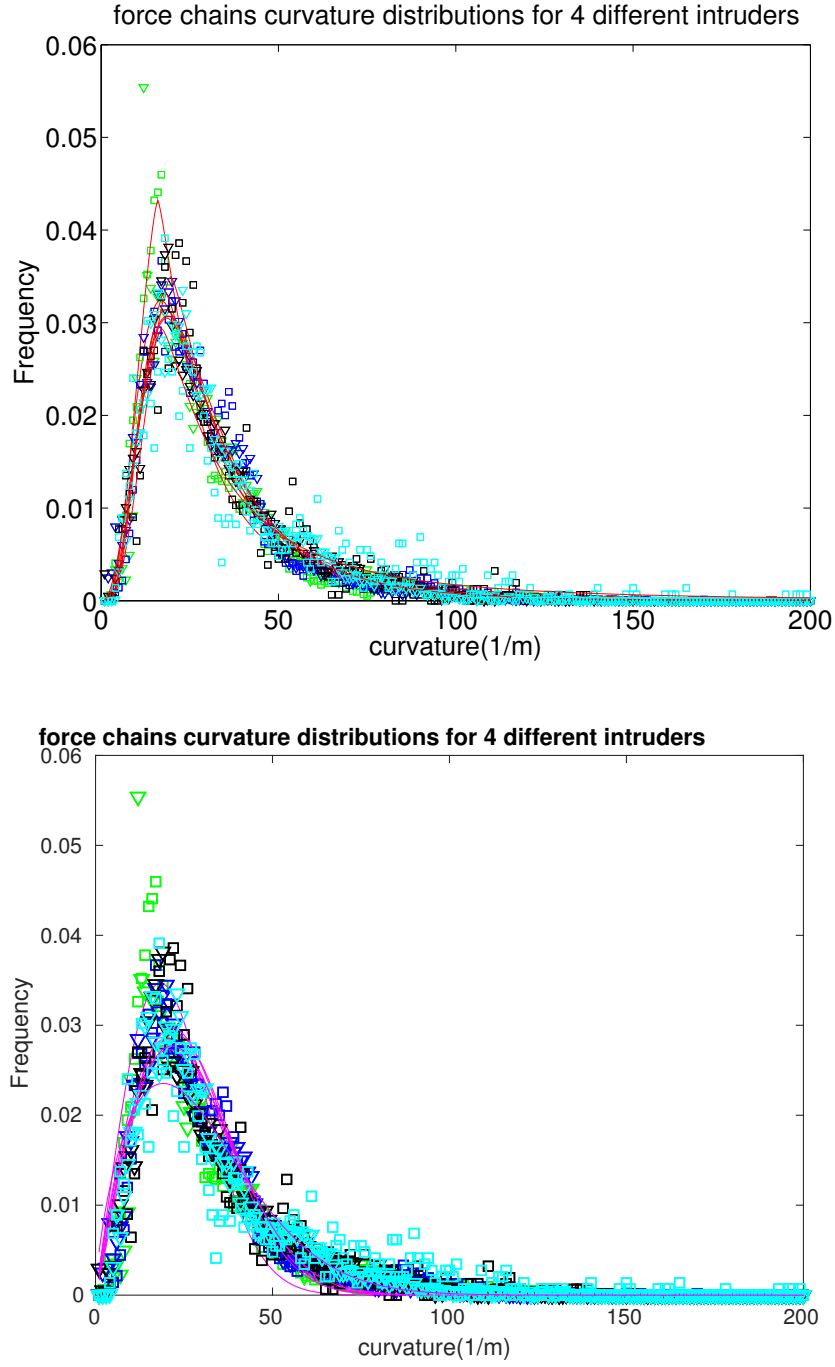 force chains curvature distributions for 4 different intruders
0.06
0.05
0.04
0.03
0.02
0.01
0
Frequency
0 50 100 150 200
curvature(1/m)
force chains curvature distributions for 4 different intruders
0.06
0.05
0.04
0.03
0.02
0.01
0
Frequency
0 50 100 150 200
curvature(1/m)